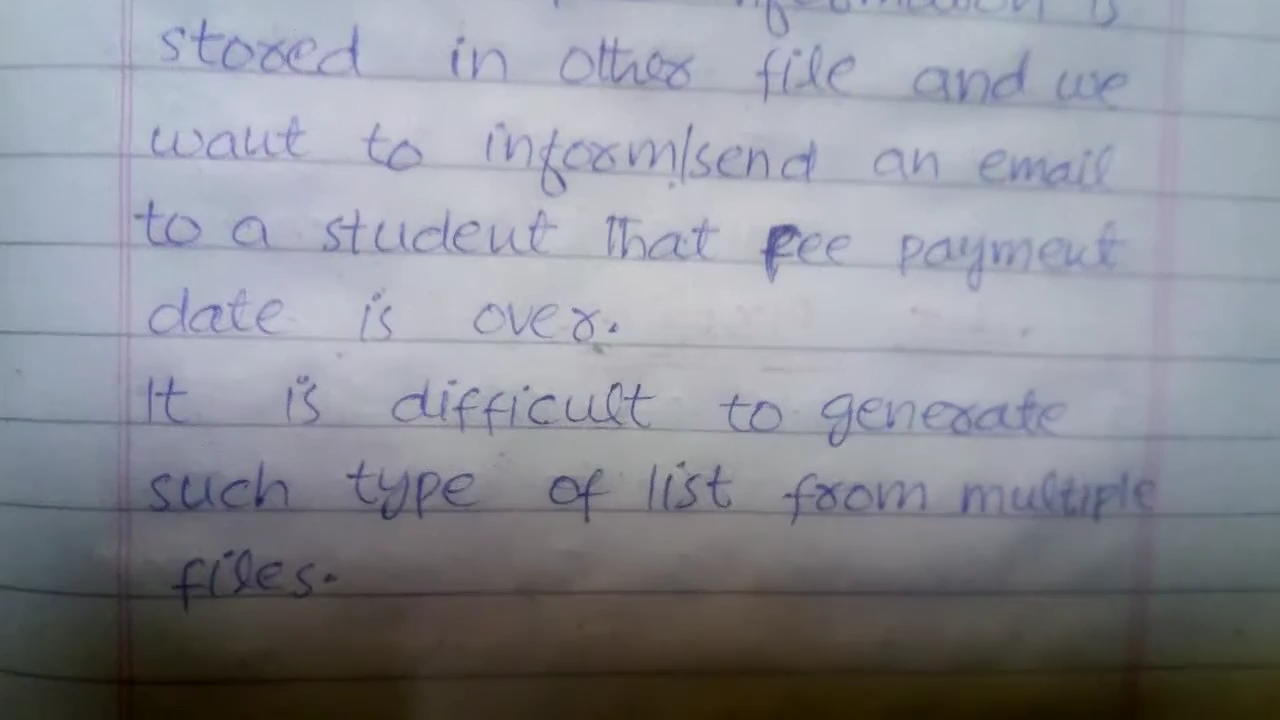 is
stored in other file and we
want to inform/send an email
to a student that fee payment
date is over.
It is difficult to generate
such type of list from multiple
files.